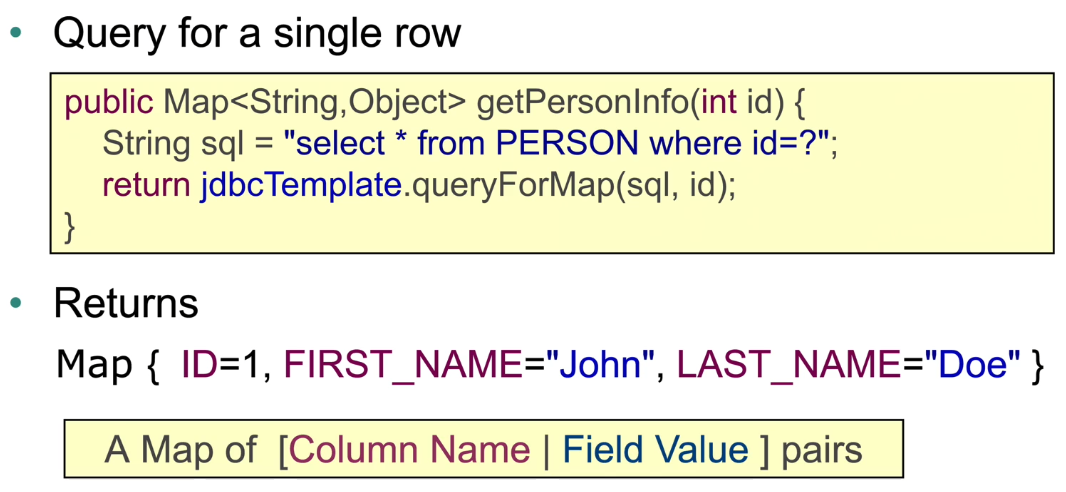 • Query for a single row
public Map<String,Object> getPersonInfo(int id) {
String sql = "select * from PERSON where id=?";
return jdbcTemplate.queryForMap(sql, id);
}
• Returns
Map { ID=1, FIRST_NAME="John", LAST_NAME="Doe" }
A Map of [Column Name | Field Value ] pairs